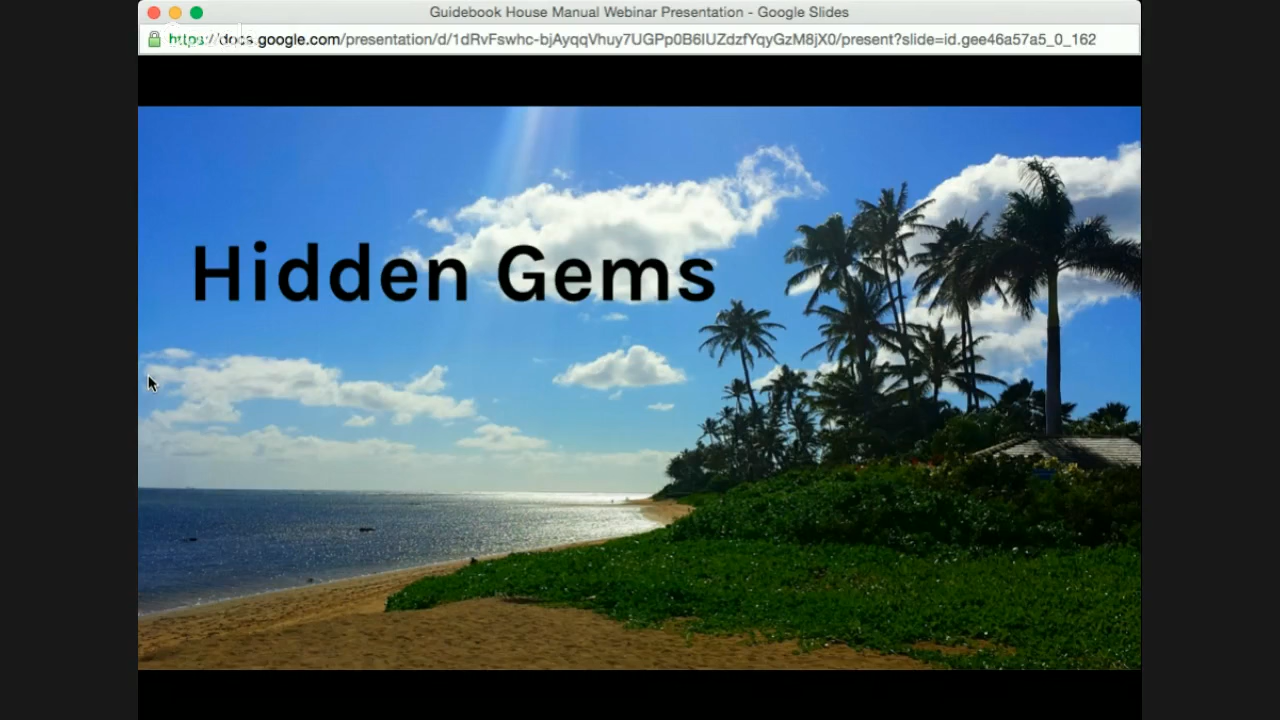 Guidebook House Manual Webinar Presentation - Google Slides
https://docs.google.com/presentation/d/1dRvFswhc-bjAyqqVhuy7UGPp0B6IUZdzfYqyGzM8jX0/present?slide=id.gee46a57a5_0_162
Hidden Gems